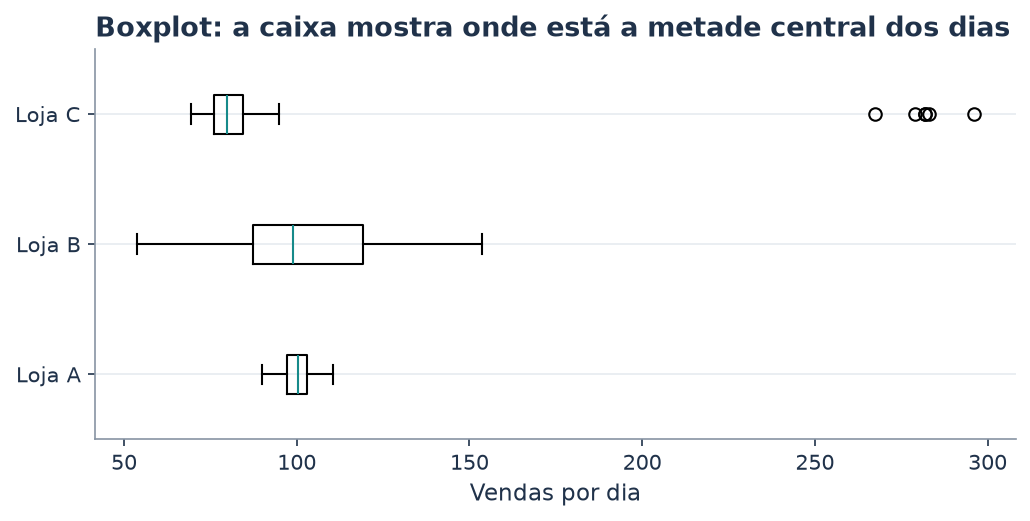 Boxplot: a caixa mostra onde está a metade central dos dias
Loja C
Loja B
Loja A
50 100 150 200 250 300
Vendas por dia